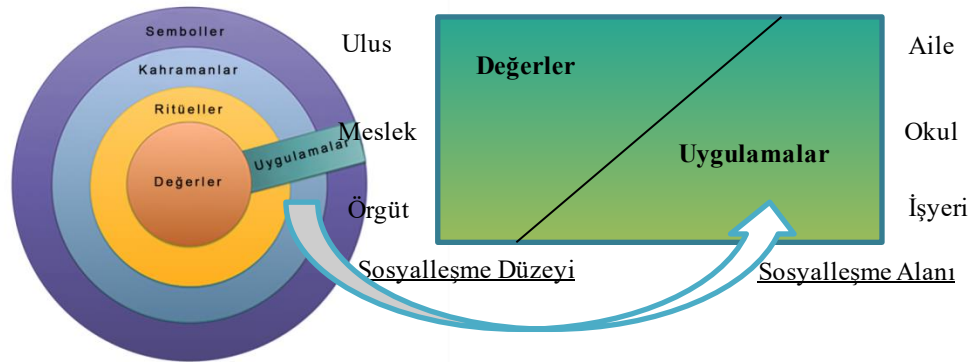 Semboller
Kahramanlar
Ritüeller
Değerler
Uygulamalar
Ulus
Meslek
Örgüt
Sosyalleşme Düzeyi
Değerler
Uygulamalar
Aile
Okul
İşyeri
Sosyalleşme Alanı